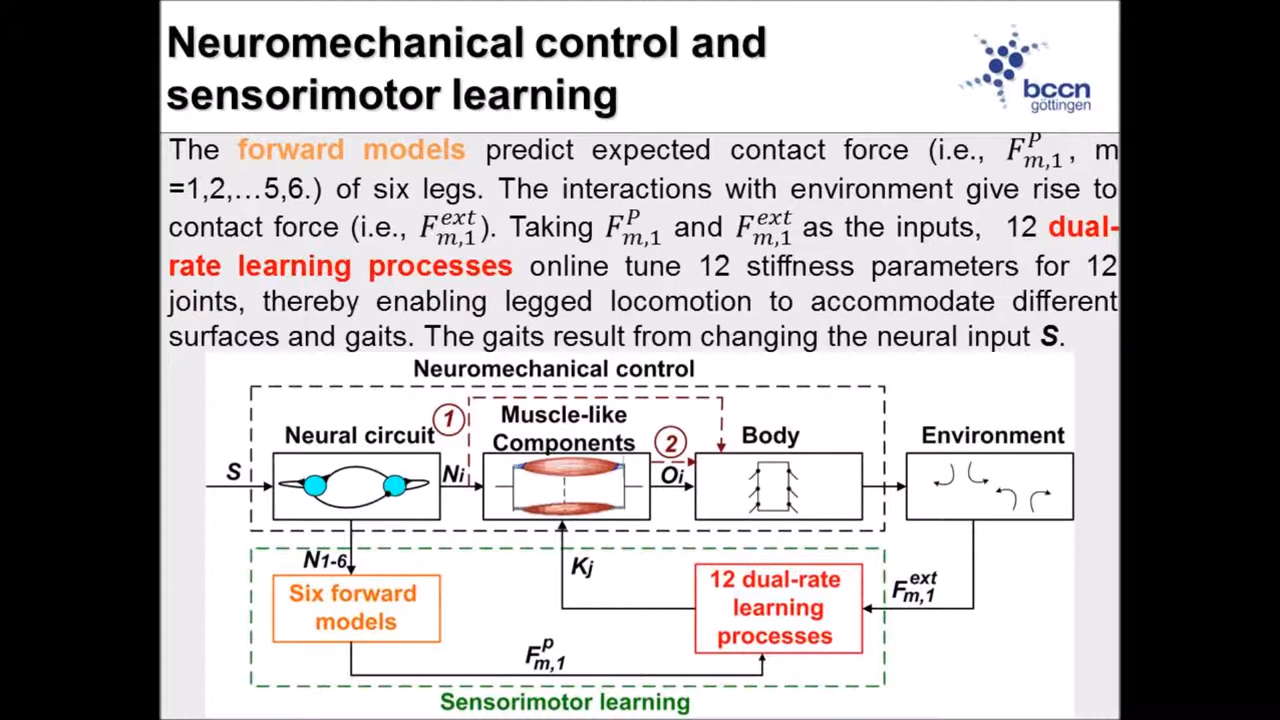 Neuromechanical control and
sensorimotor learning
bccn
göttingen
The forward models predict expected contact force (i.e., F^P_{m,1}, m
=1,2,...5,6.) of six legs. The interactions with environment give rise to
contact force (i.e., F^{ext}_{m,1}). Taking F^P_{m,1} and F^{ext}_{m,1} as the inputs, 12 dual-
rate learning processes online tune 12 stiffness parameters for 12
joints, thereby enabling legged locomotion to accommodate different
surfaces and gaits. The gaits result from changing the neural input S.
Neuromechanical control
Neural circuit
1
Muscle-like
Components
2
Body
Environment
S
Ni
Oi
N1-6
Kj
F^{ext}_{m,1}
Six forward
models
12 dual-rate
learning
processes
F^p_{m,1}
Sensorimotor learning